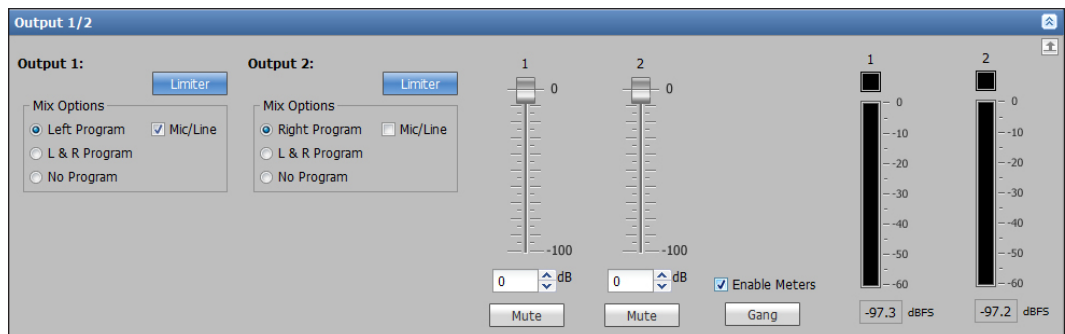 Output 1/2
Output 1:
Limiter
Mix Options
Left Program
Mic/Line
L & R Program
No Program
Output 2:
Limiter
Mix Options
Right Program
Mic/Line
L & R Program
No Program
1
0
-100
0 dB
Mute
2
0
-100
0 dB
Mute
Enable Meters
Gang
1
0
-10
-20
-30
-40
-50
-60
-97.3 dBFS
2
0
-10
-20
-30
-40
-50
-60
-97.2 dBFS